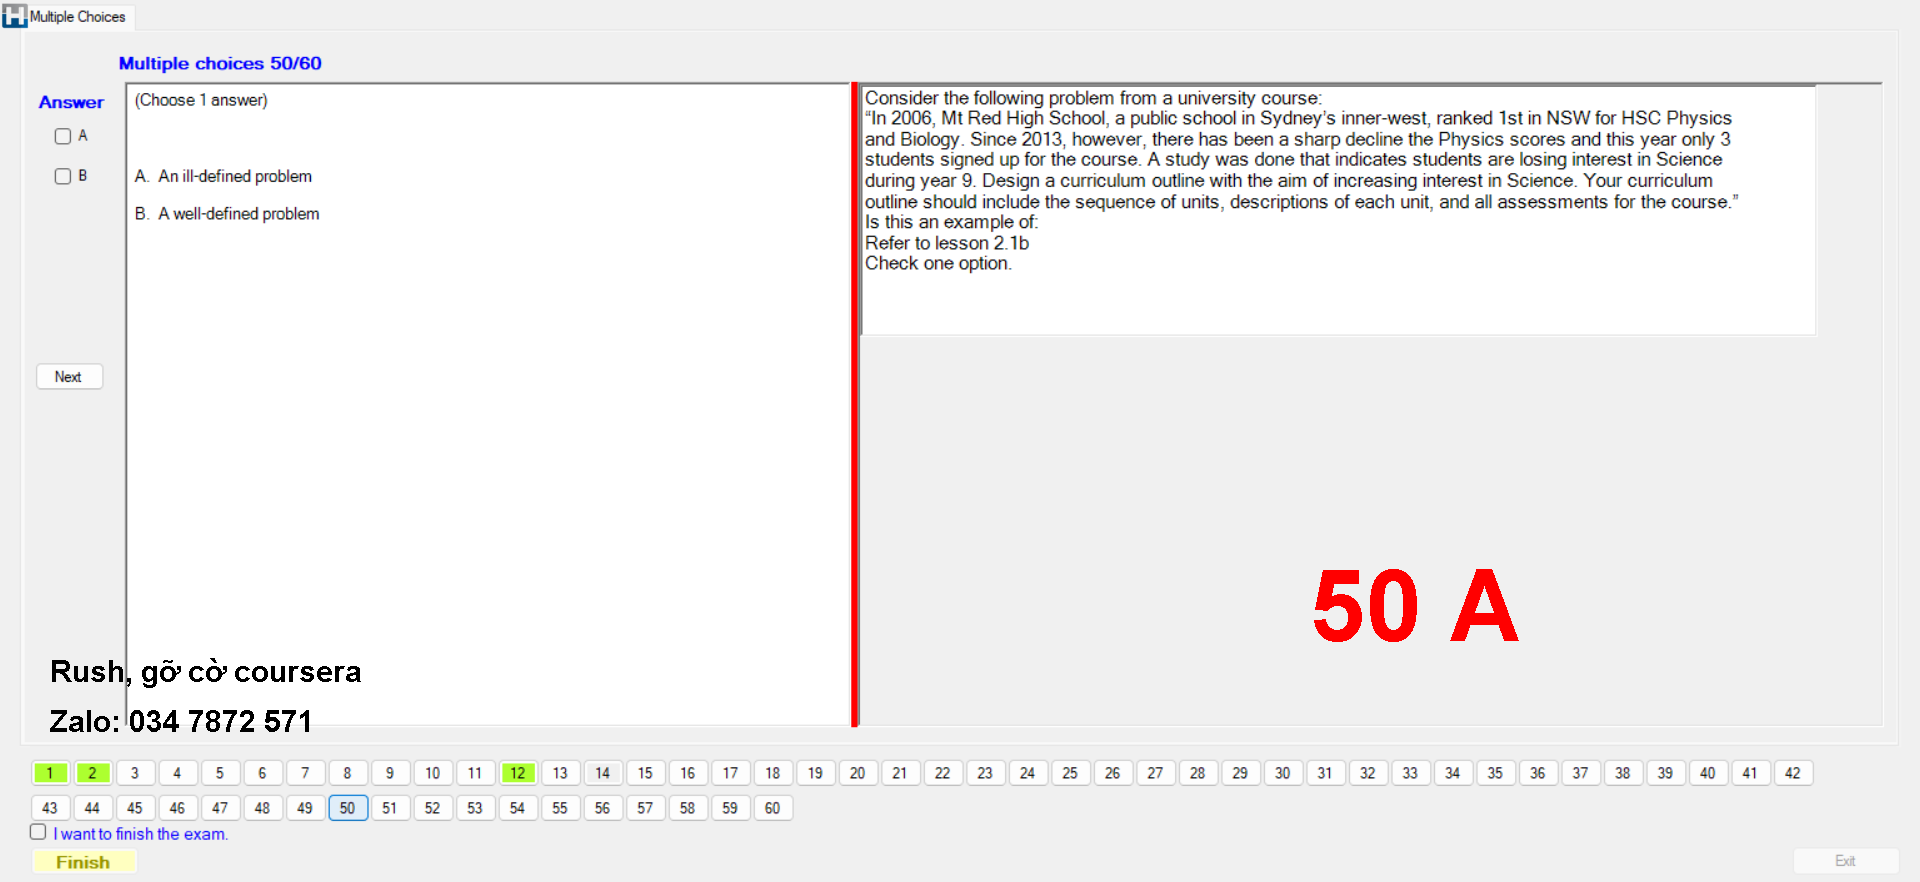 Multiple Choices
Multiple choices 50/60
Answer
A
B
Next
(Choose 1 answer)
A. An ill-defined problem
B. A well-defined problem
Consider the following problem from a university course:
“In 2006, Mt Red High School, a public school in Sydney’s inner-west, ranked 1st in NSW for HSC Physics
and Biology. Since 2013, however, there has been a sharp decline the Physics scores and this year only 3
students signed up for the course. A study was done that indicates students are losing interest in Science
during year 9. Design a curriculum outline with the aim of increasing interest in Science. Your curriculum
outline should include the sequence of units, descriptions of each unit, and all assessments for the course.”
Is this an example of:
Refer to lesson 2.1b
Check one option.
50 A
Rush, gỡ cờ coursera
Zalo: 034 7872 571
1 2 3 4 5 6 7 8 9 10 11 12 13 14 15 16 17 18 19 20 21 22 23 24 25 26 27 28 29 30 31 32 33 34 35 36 37 38 39 40 41 42
43 44 45 46 47 48 49 50 51 52 53 54 55 56 57 58 59 60
I want to finish the exam.
Finish
Exit